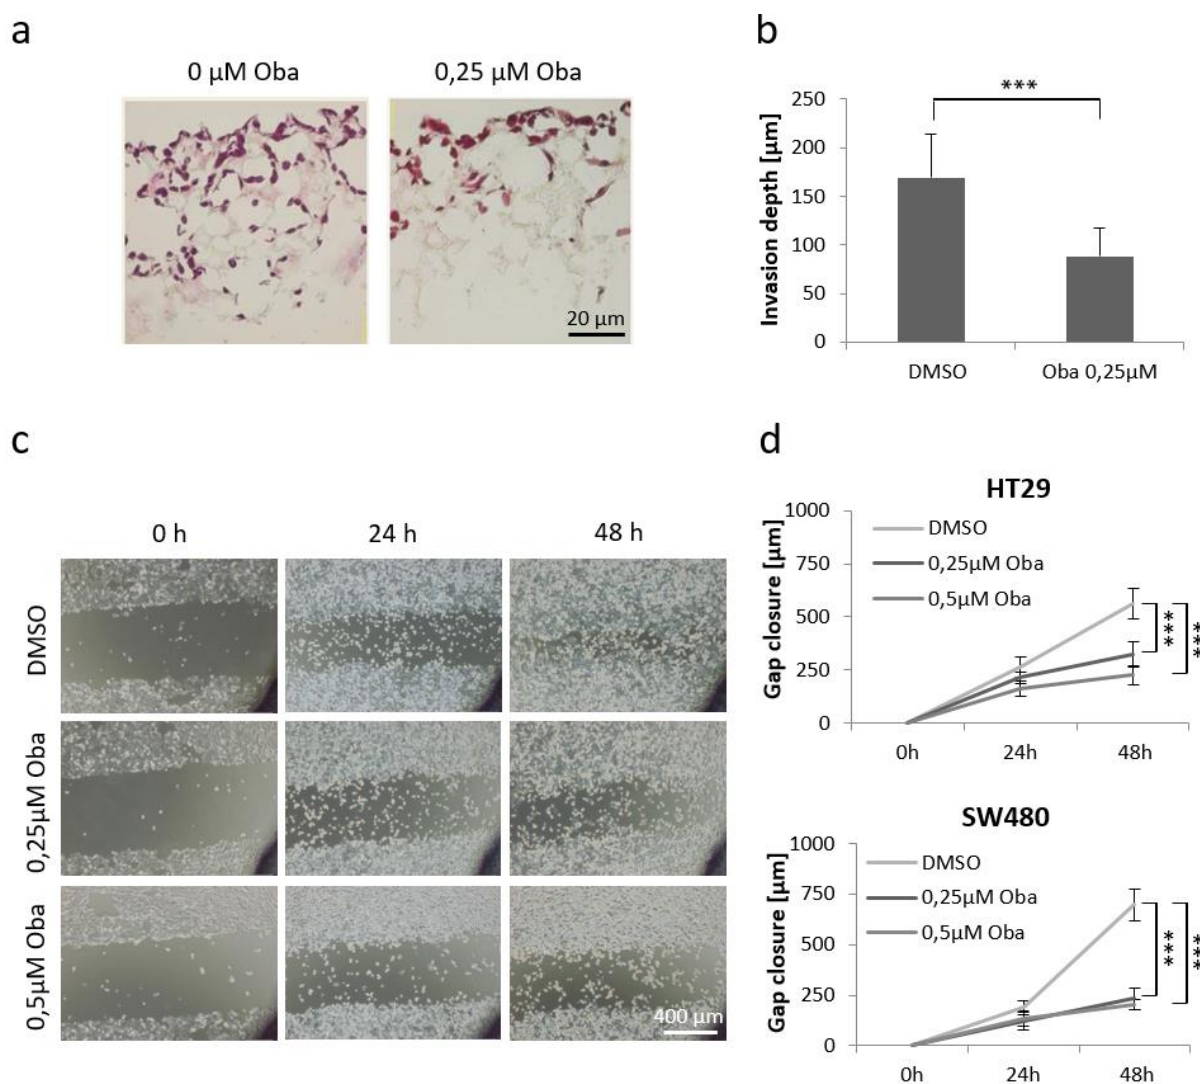 a
0 µM Oba
0,25 µM Oba
20 µm
b
***
Invasion depth [µm]
250
200
150
100
50
0
DMSO
Oba 0,25µM
c
0 h
24 h
48 h
DMSO
0,25µM Oba
0,5µM Oba
400 µm
d
HT29
Gap closure [µm]
1000
750
500
250
0
DMSO
0,25µM Oba
0,5µM Oba
***
***
0h
24h
48h
SW480
Gap closure [µm]
1000
750
500
250
0
DMSO
0,25µM Oba
0,5µM Oba
***
***
0h
24h
48h